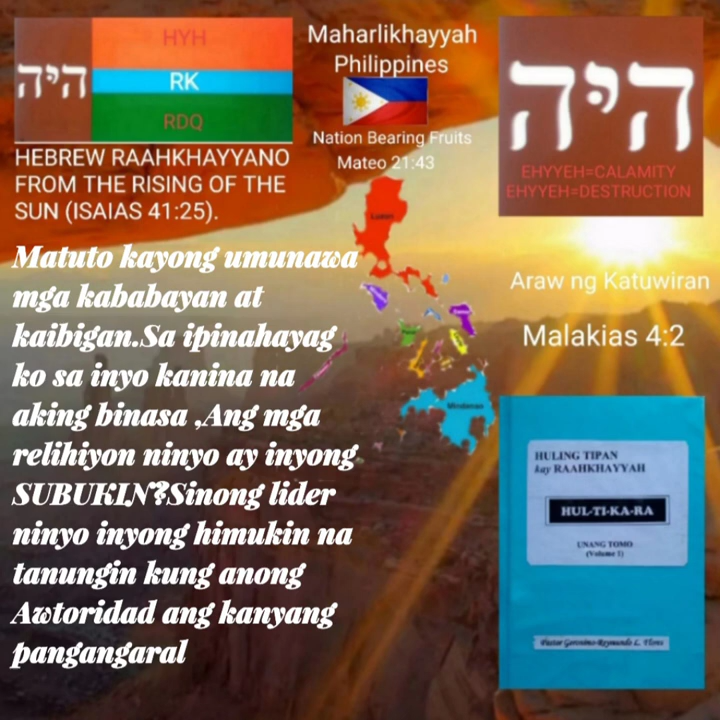 היּה
HYH
RK
RDQ
HEBREW RAAHKHAYYANO
FROM THE RISING OF THE
SUN (ISAIAS 41:25).
Maharlikhayyah
Philippines
Nation Bearing Fruits
Mateo 21:43
היּה
EHYYEH=CALAMITY
EHYYEH=DESTRUCTION
Matuto kayong umunawa
mga kababayan at
kaibigan.Sa ipinahayag
ko sa inyo kanina na
aking binasa ,Ang mga
relihiyon ninyo ay inyong
SUBUKIN?Sinong lider
ninyo inyong himukin na
tanungin kung anong
Awtoridad ang kanyang
pangangaral
Luzon
Mindanao
Araw ng Katuwiran
Malakias 4:2
HULING TIPAN
kay RAAHKHAYYAH
HUL-TI-KA-RA
UNANG TOMO
(Volume 1)
Pastor Geronimo-Reymundo L. Flores